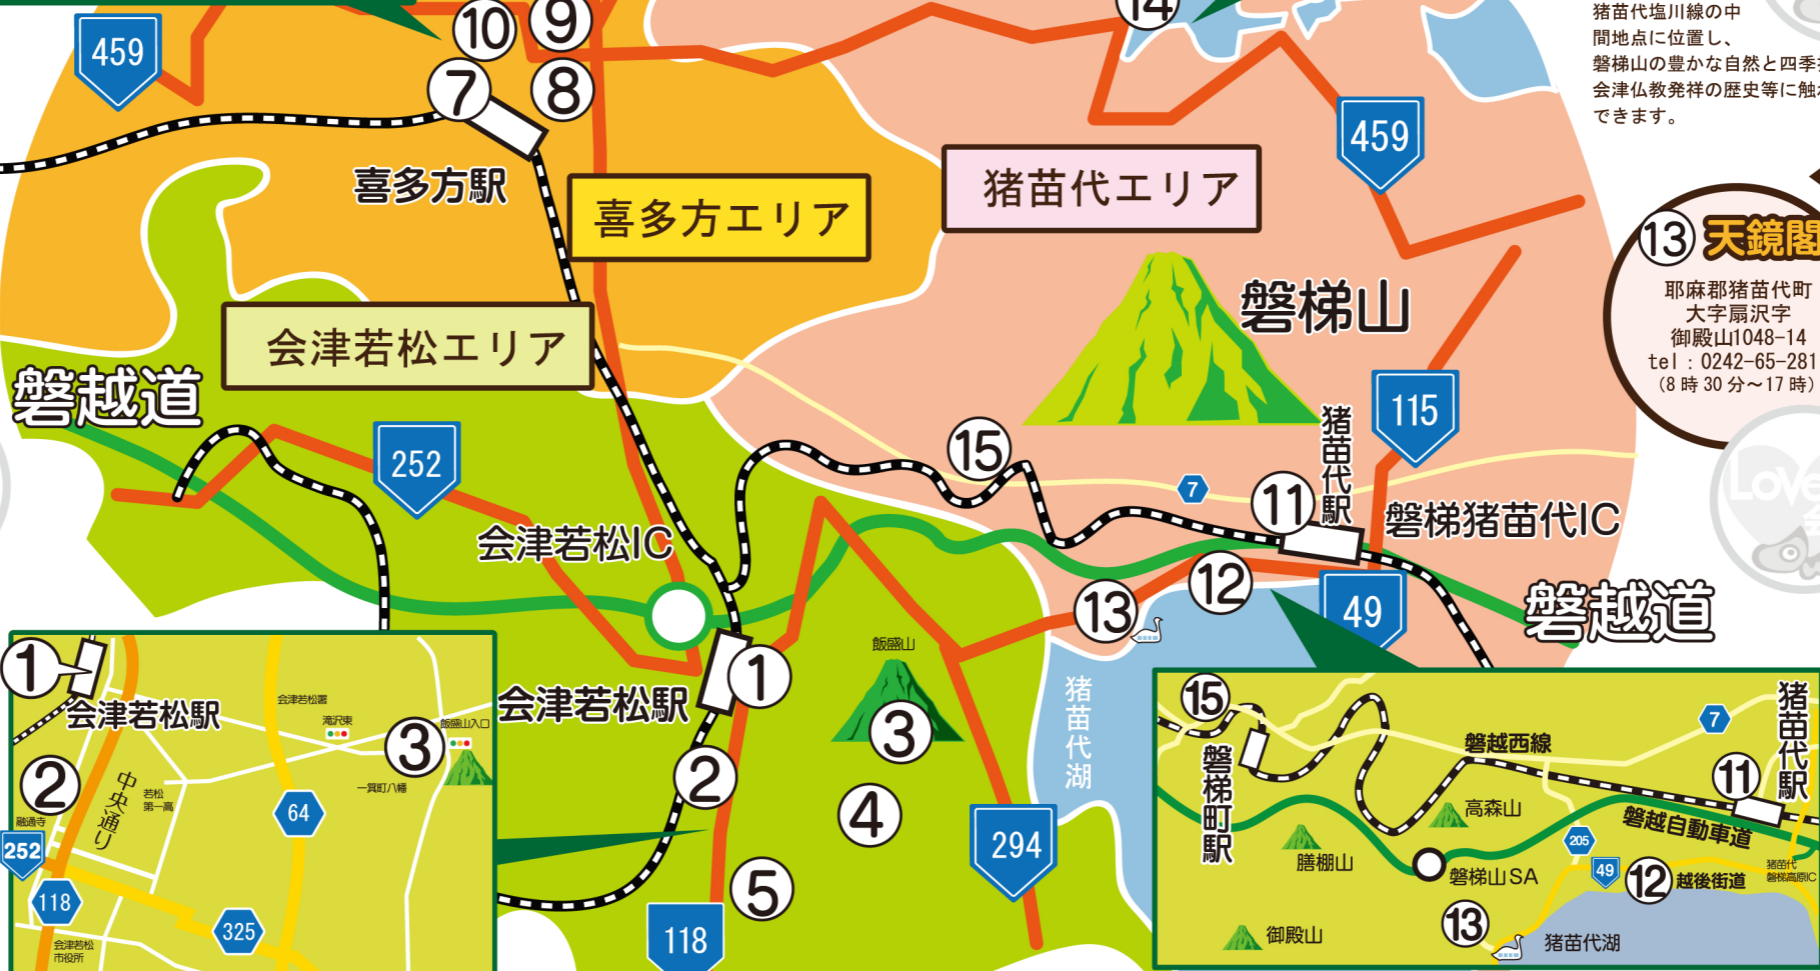 459
⑩
⑨
⑦
⑧
⑭
猪苗代塩川線の中
間地点に位置し、
磐梯山の豊かな自然と四季
会津仏教発祥の歴史等に触
できます。
459
喜多方駅
喜多方エリア
猪苗代エリア
⑬ 天鏡閣
耶麻郡猪苗代町
大字扇沢字
御殿山1048-14
tel：0242-65-281
（8時30分～17時）
Love
磐梯山
会津若松エリア
磐越道
252
115
猪苗代駅
⑮
7
⑪
磐梯猪苗代IC
会津若松IC
⑫
⑬
49
磐越道
会津若松駅
①
飯盛山
③
②
④
⑤
猪苗代湖
294
118
①
会津若松駅
会津若松署
滝沢東
③
飯盛山入口
②
中央通り
若松
第一高
一箕町八幡
融通寺
252
64
118
325
会津若松
市役所
⑮
磐梯町駅
磐越西線
7
猪苗代駅
⑪
高森山
磐越自動車道
膳棚山
磐梯山SA
205
49
⑫
越後街道
猪苗代
磐梯高原IC
⑬
御殿山
猪苗代湖